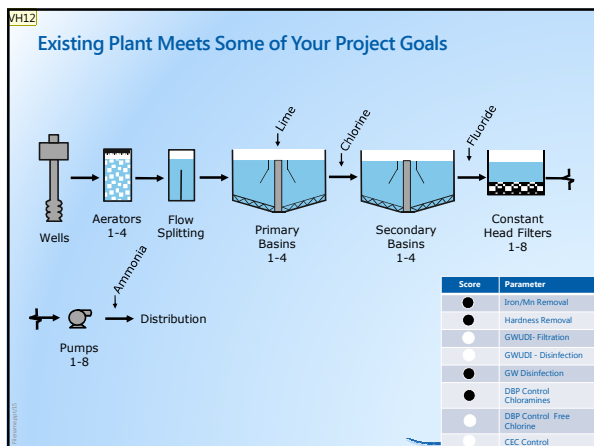 VH12
Existing Plant Meets Some of Your Project Goals
Lime
Chlorine
Fluoride
Wells
Aerators
1-4
Flow
Splitting
Primary
Basins
1-4
Secondary
Basins
1-4
Constant
Head Filters
1-8
Ammonia
Pumps
1-8
Distribution
Score Parameter
Iron/Mn Removal
Hardness Removal
GWUDI- Filtration
GWUDI - Disinfection
GW Disinfection
DBP Control
Chloramines
DBP Control Free
Chlorine
CEC Control